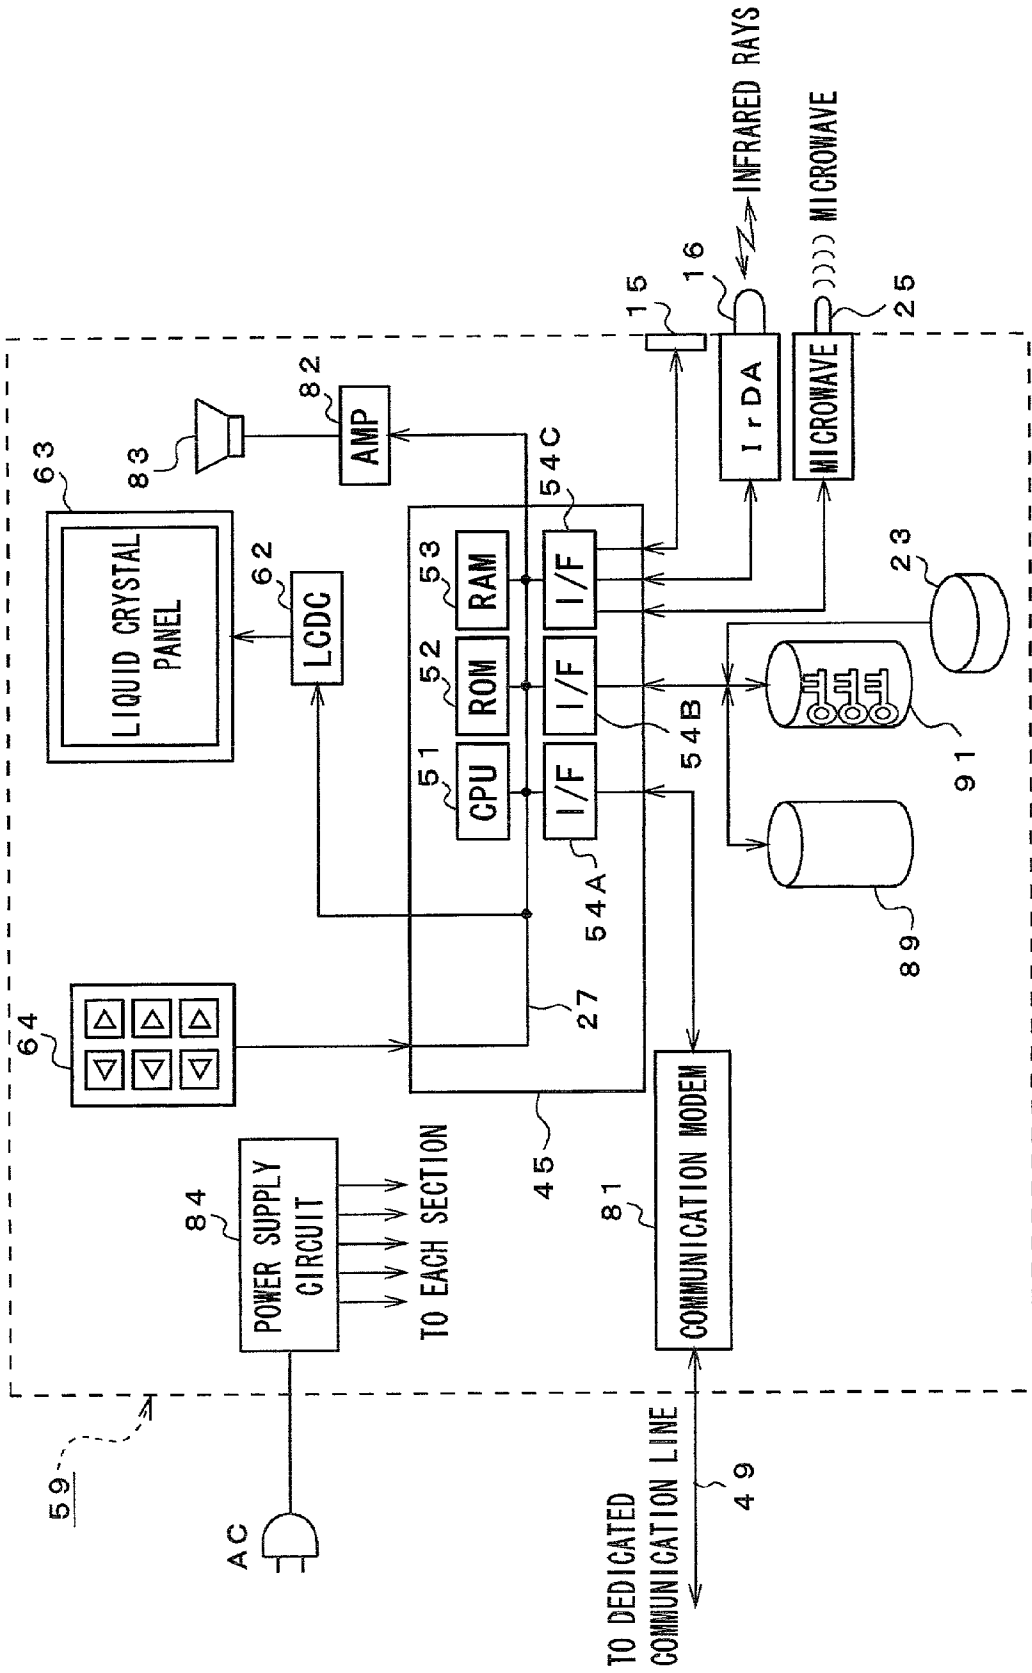 59
AC
84
POWER SUPPLY
CIRCUIT
TO EACH SECTION
64
63
LIQUID CRYSTAL
PANEL
62
LCDC
83
82
AMP
45
27
51
CPU
52
ROM
53
RAM
54A
I/F
54B
I/F
54C
I/F
81
COMMUNICATION MODEM
TO DEDICATED
COMMUNICATION LINE
49
89
91
23
15
16
IrDA
INFRARED RAYS
MICROWAVE
25
MICROWAVE